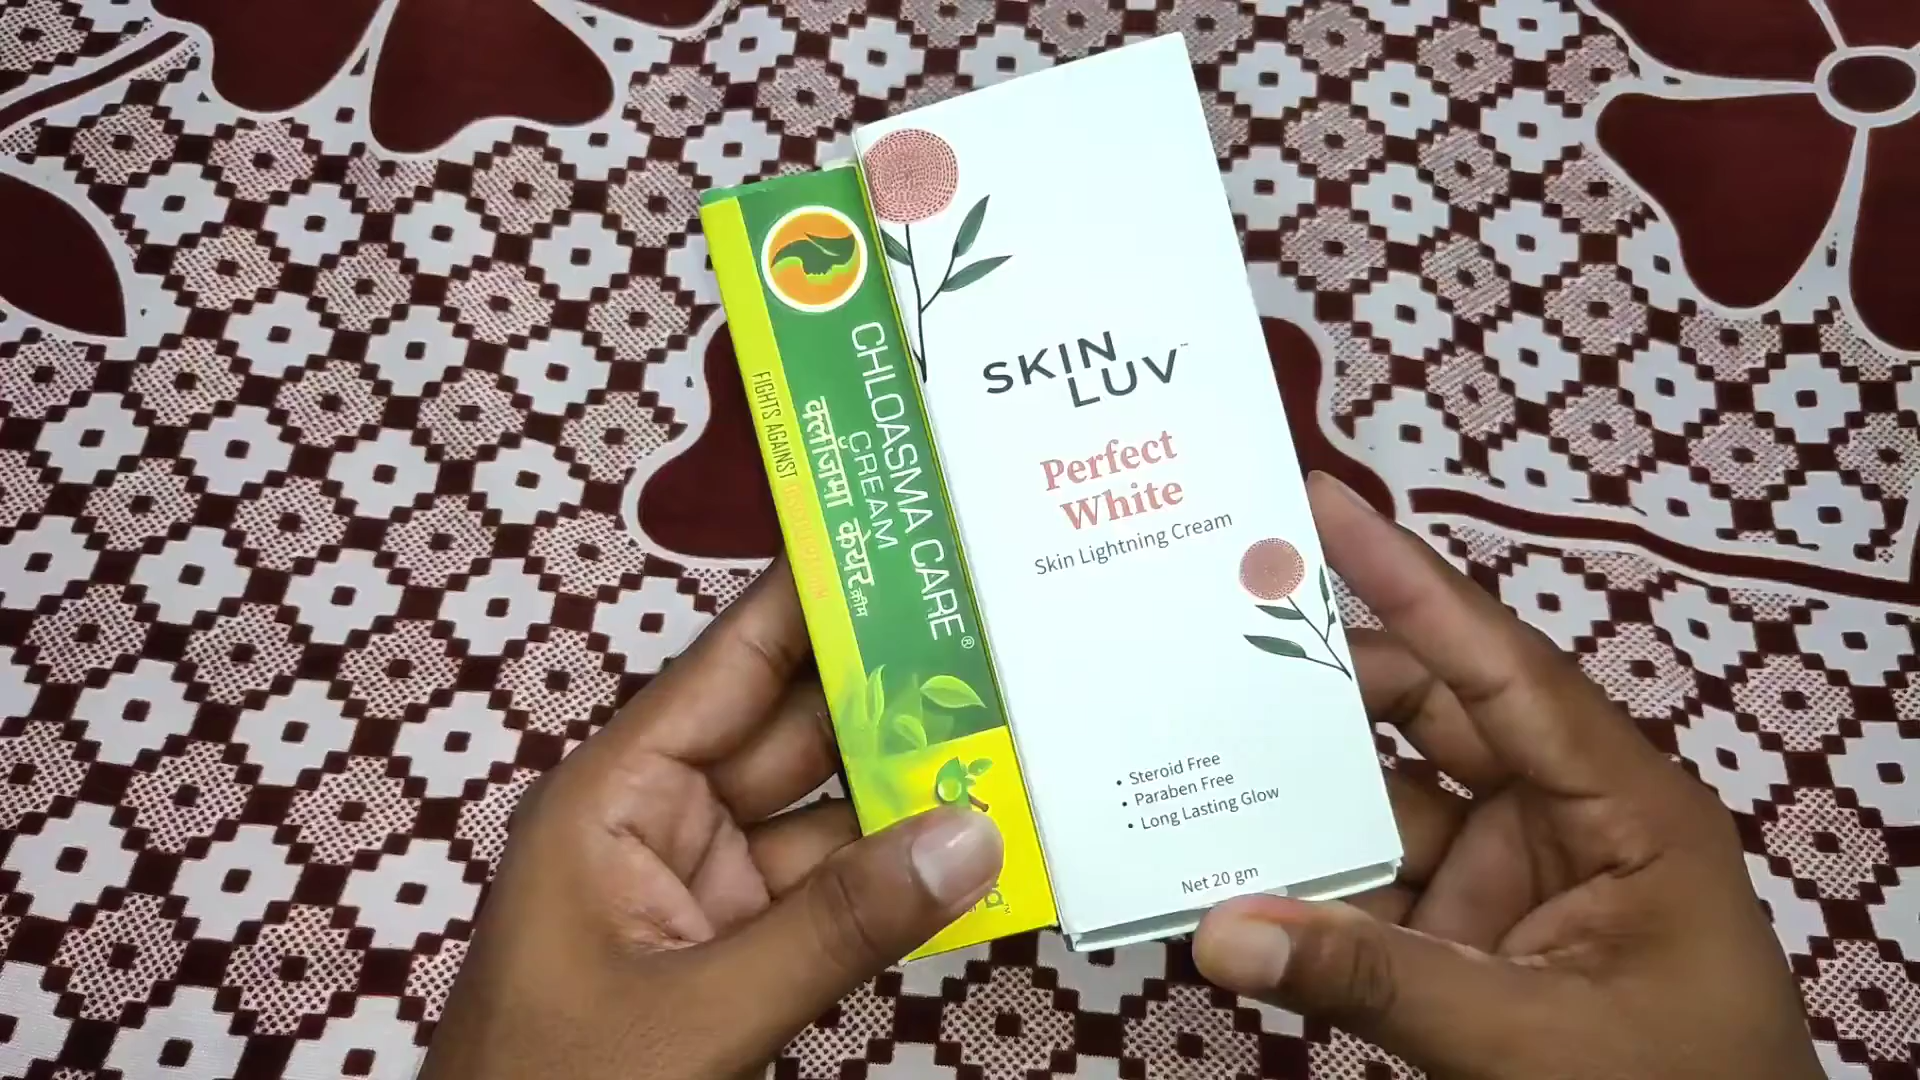 CHLOASMA CARE®
CREAM
क्लोज़मा केयर क्रीम
FIGHTS AGAINST
SKIN
LUV™
Perfect
White
Skin Lightning Cream
• Steroid Free
• Paraben Free
• Long Lasting Glow
Net 20 gm